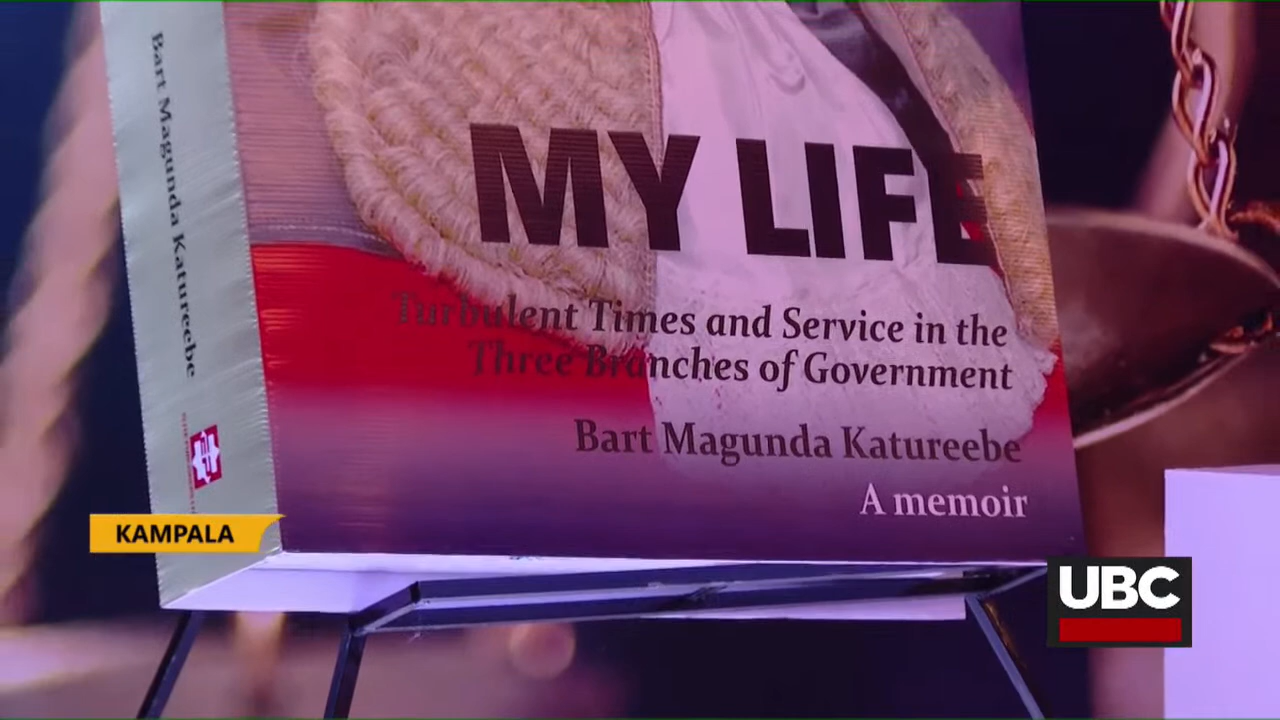 Bart Magunda Katureebe
MY LIFE
Turbulent Times and Service in the
Three Branches of Government
Bart Magunda Katureebe
A memoir
KAMPALA
UBC